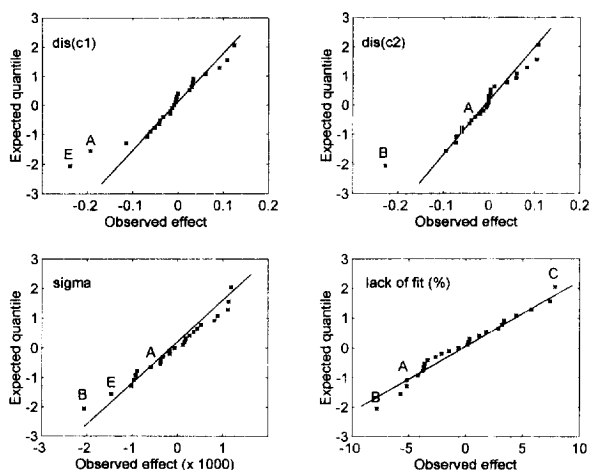 3
2
1
0
-1
-2
-3
Expected quantile
dis(c1)
A
E
-0.2 -0.1 0 0.1 0.2
Observed effect
3
2
1
0
-1
-2
-3
Expected quantile
dis(c2)
A
B
-0.2 -0.1 0 0.1 0.2
Observed effect
3
2
1
0
-1
-2
-3
Expected quantile
sigma
A
E
B
-2 -1 0 1 2
Observed effect (x 1000)
3
2
1
0
-1
-2
-3
Expected quantile
lack of fit (%)
C
A
B
-10 -5 0 5 10
Observed effect